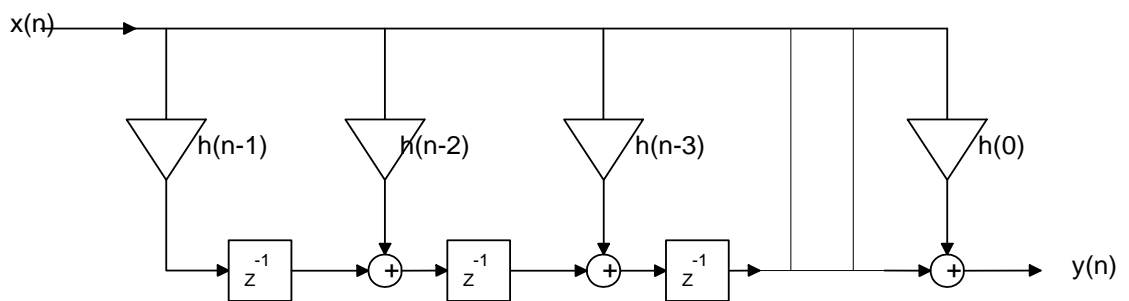 x(n)
h(n-1) h(n-2) h(n-3) h(0)
z^-1 + z^-1 + z^-1 +
y(n)